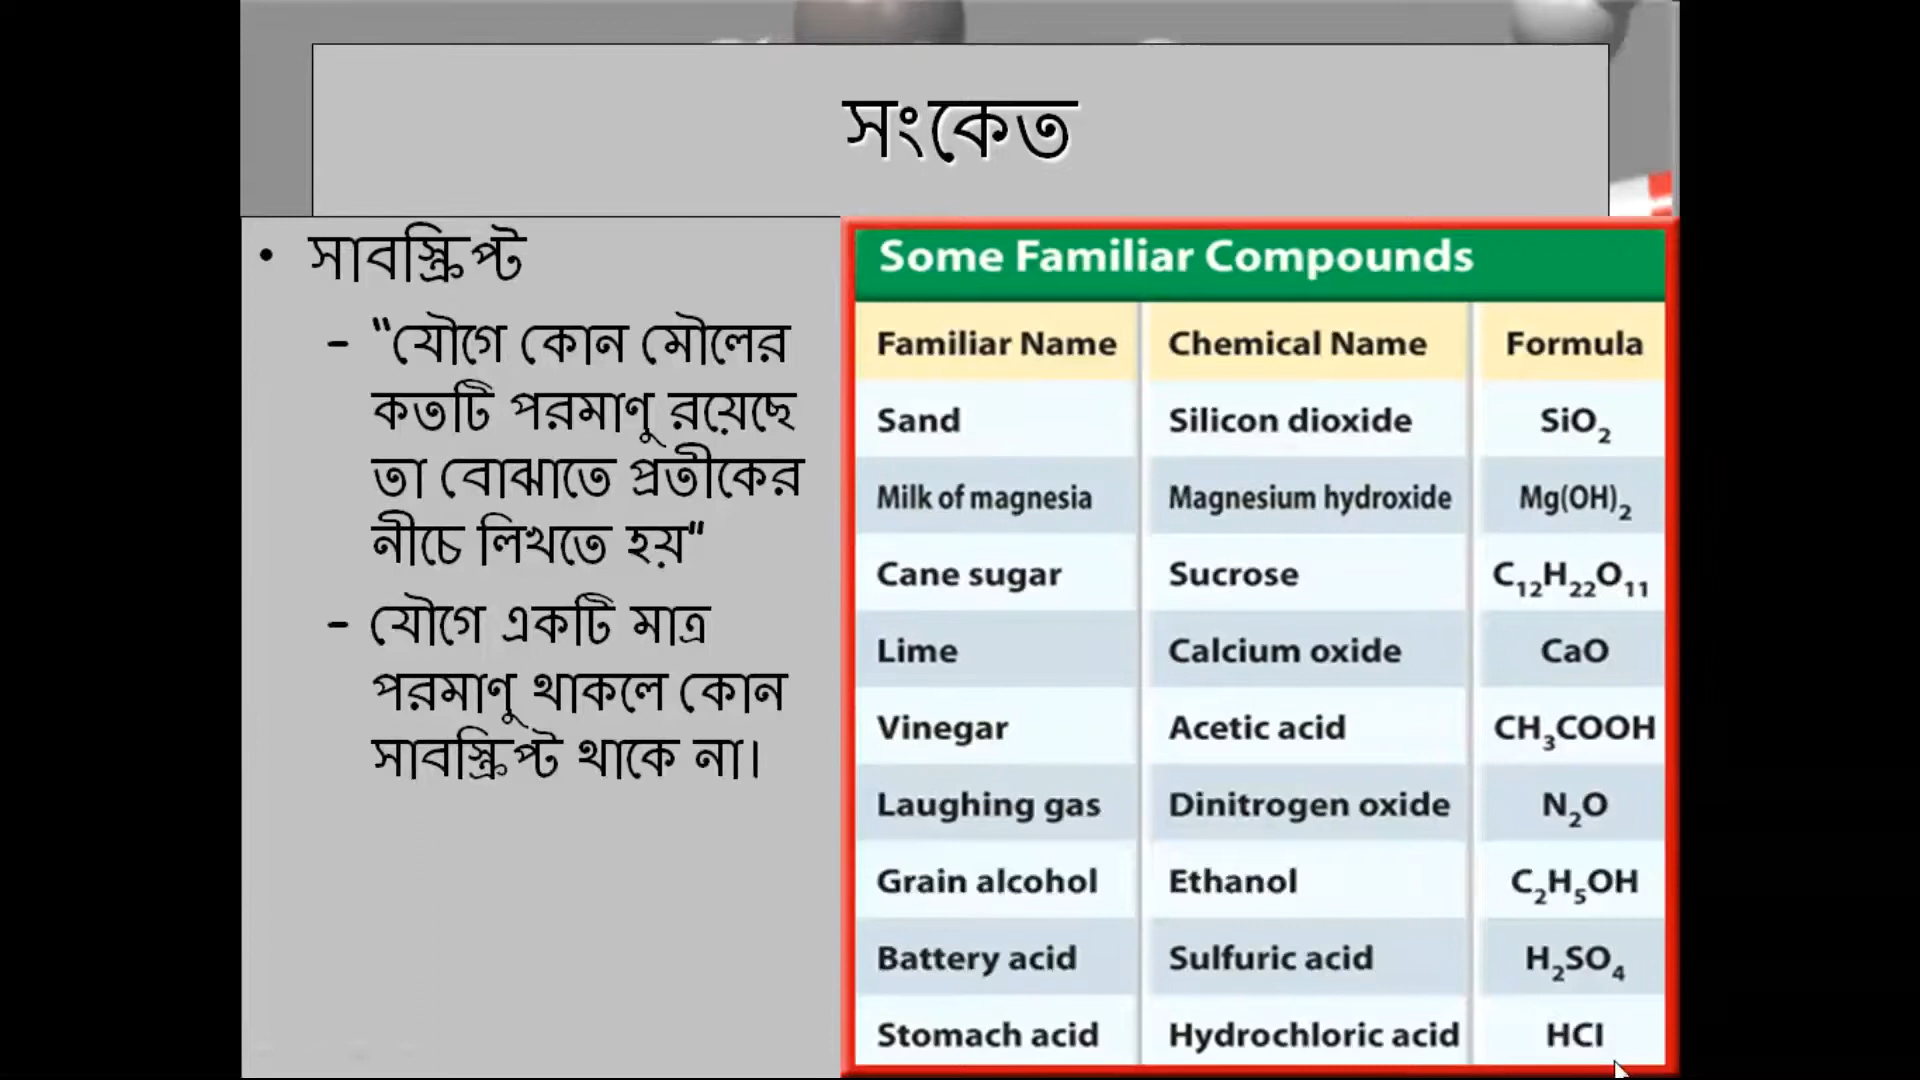 সংকেত
• সাবস্ক্রিপ্ট
– "যৌগে কোন মৌলের
কতটি পরমাণু রয়েছে
তা বোঝাতে প্রতীকের
নীচে লিখতে হয়"
– যৌগে একটি মাত্র
পরমাণু থাকলে কোন
সাবস্ক্রিপ্ট থাকে না।
Some Familiar Compounds
Familiar Name Chemical Name Formula
Sand Silicon dioxide SiO₂
Milk of magnesia Magnesium hydroxide Mg(OH)₂
Cane sugar Sucrose C₁₂H₂₂O₁₁
Lime Calcium oxide CaO
Vinegar Acetic acid CH₃COOH
Laughing gas Dinitrogen oxide N₂O
Grain alcohol Ethanol C₂H₅OH
Battery acid Sulfuric acid H₂SO₄
Stomach acid Hydrochloric acid HCl